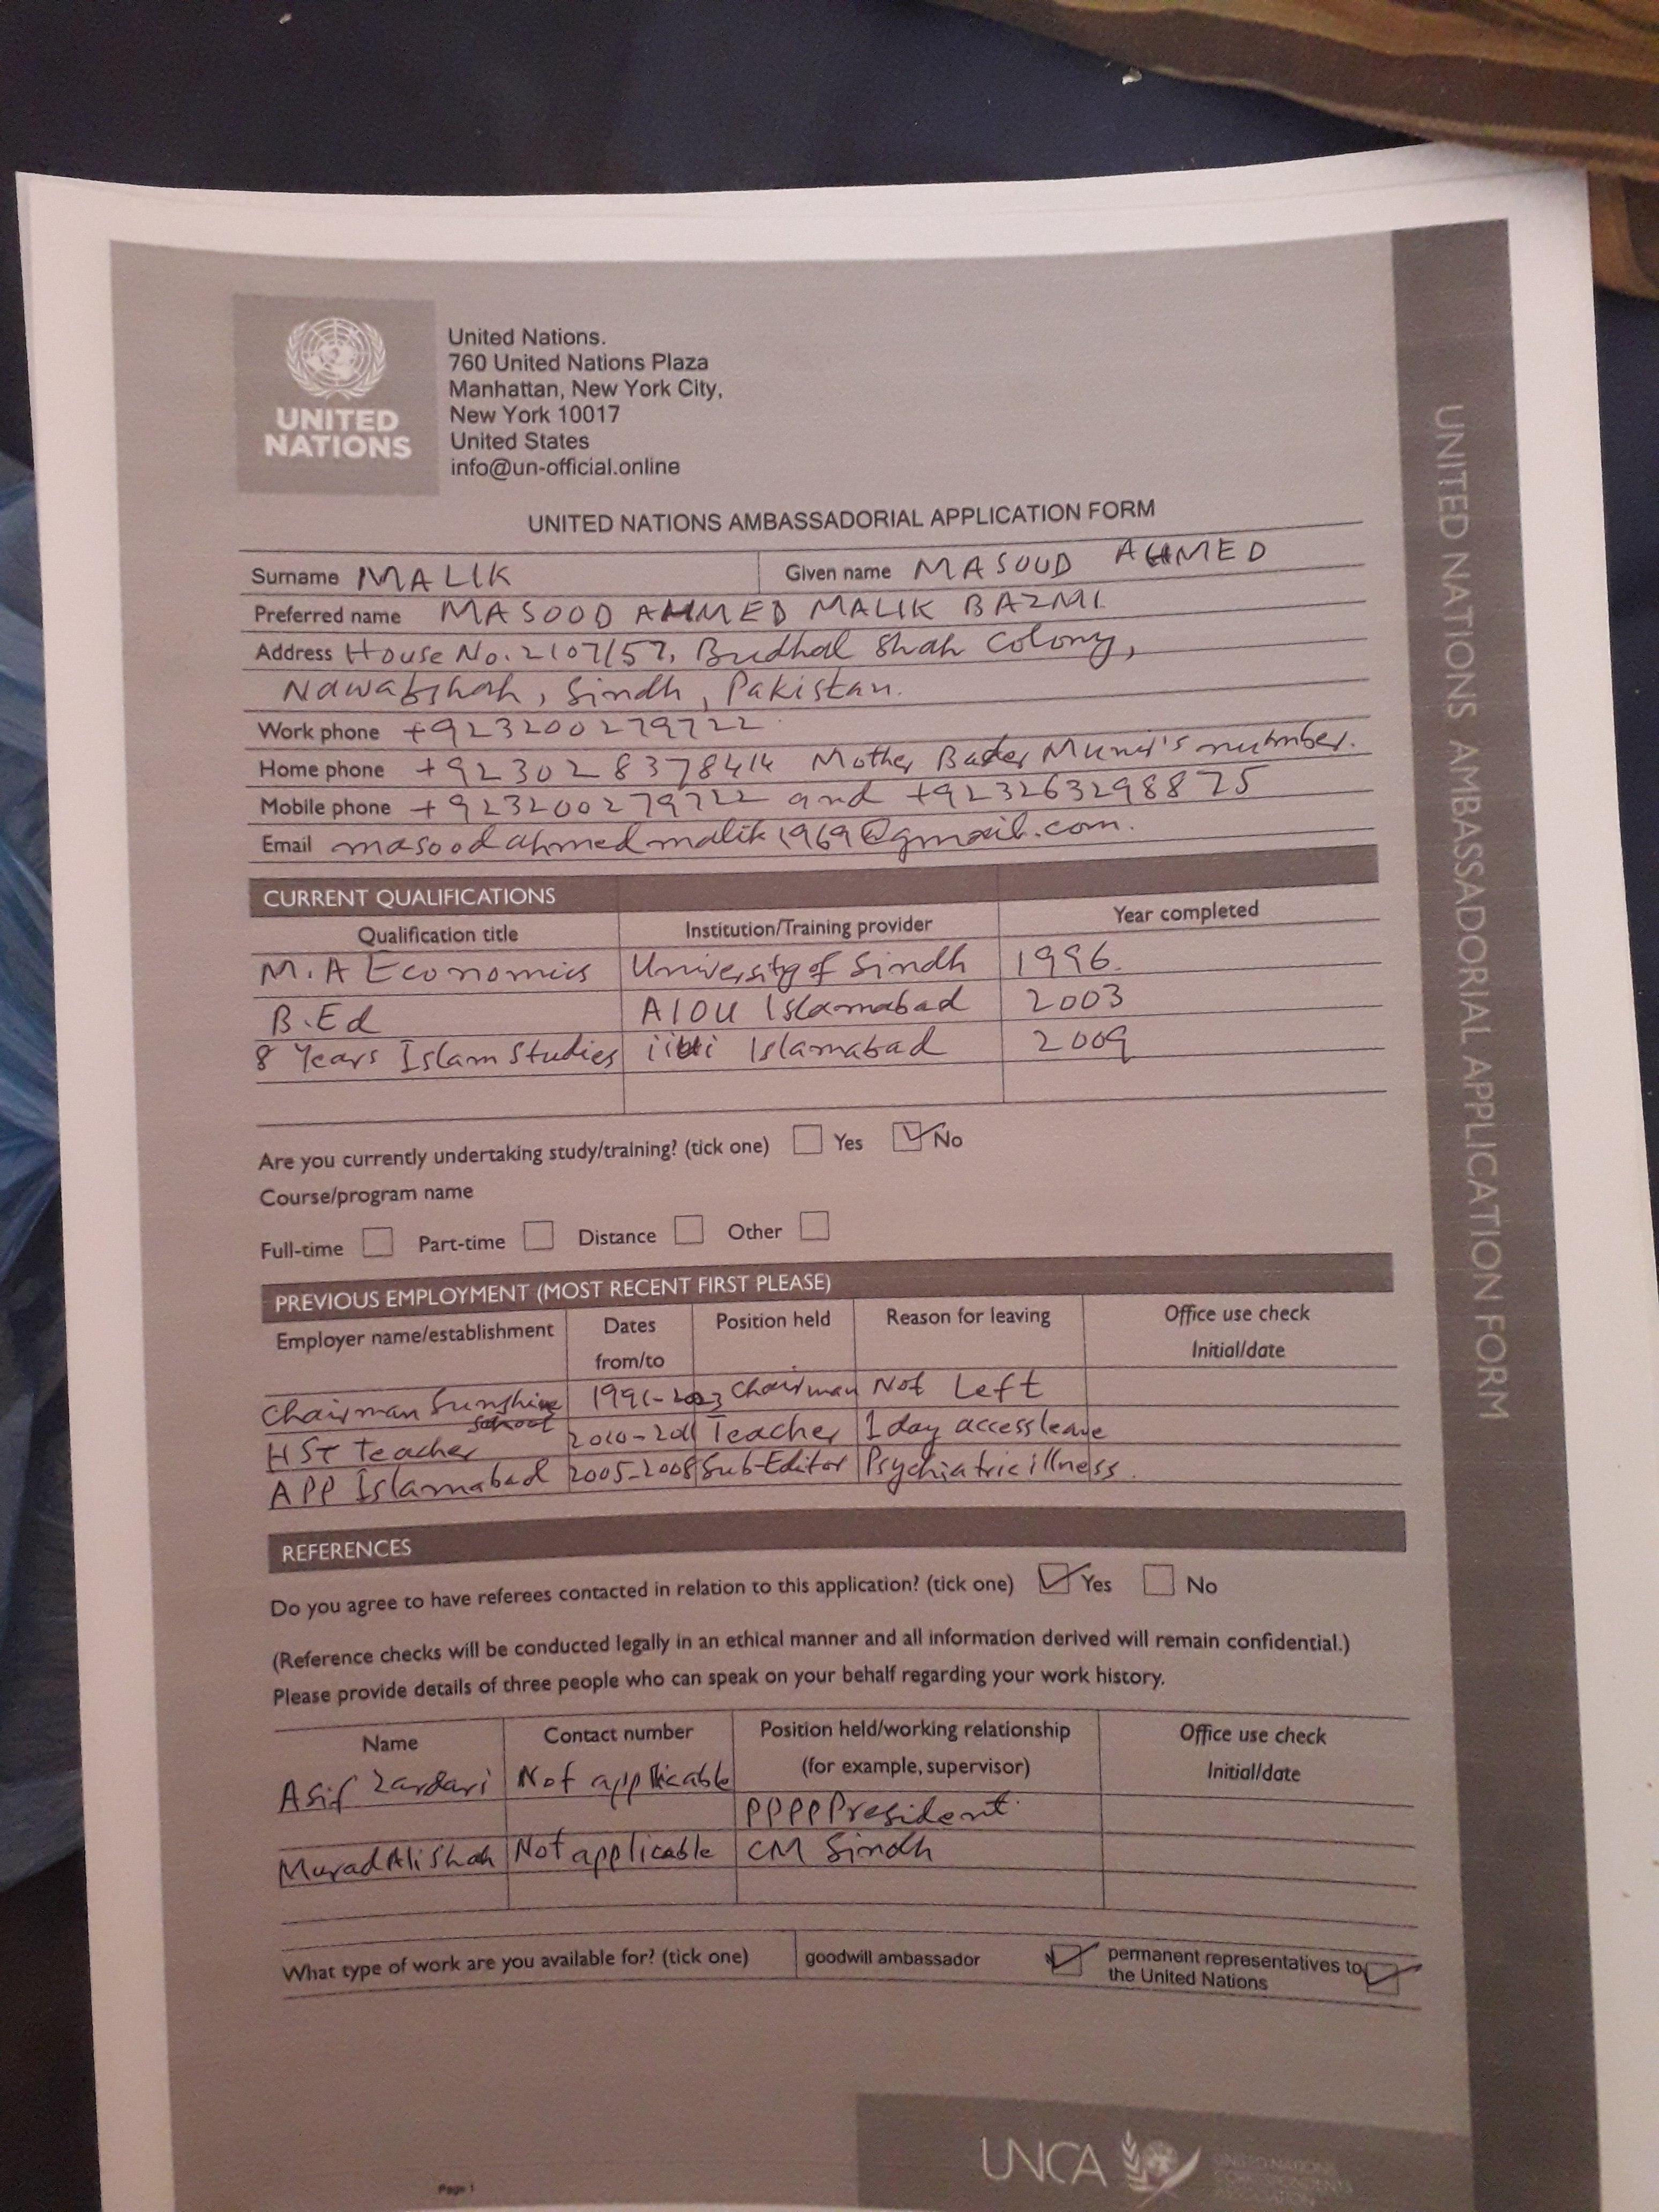 UNITED
NATIONS
United Nations.
760 United Nations Plaza
Manhattan, New York City,
New York 10017
United States
info@un-official.online
UNITED NATIONS AMBASSADORIAL APPLICATION FORM
Surname MALIK Given name MASOUD AHMED
Preferred name MASOOD AHMED MALIK BAZMI
Address House No. 2107/57, Budhal Shah Colony,
Nawabshah, Sindh, Pakistan.
Work phone +923200279722
Home phone +923028378414 Mother Bader Munir's number.
Mobile phone +923200279722 and +923263298875
Email masoodahmedmalik1969@gmail.com.
CURRENT QUALIFICATIONS
Qualification title Institution/Training provider Year completed
M.A Economics University of Sindh 1996.
B.Ed AIOU Islamabad 2003
8 Years Islam Studies Islamabad 2009
Are you currently undertaking study/training? (tick one) Yes No
Course/program name
Full-time Part-time Distance Other
PREVIOUS EMPLOYMENT (MOST RECENT FIRST PLEASE)
Employer name/establishment Dates from/to Position held Reason for leaving Office use check Initial/date
Chairman Sunshine School Chairman Not Left
HST Teacher 2010-2011 Teacher 1 day access leave
APP Islamabad 2005-2008 Sub-Editor Psychiatric illness.
REFERENCES
Do you agree to have referees contacted in relation to this application? (tick one) Yes No
(Reference checks will be conducted legally in an ethical manner and all information derived will remain confidential.)
Please provide details of three people who can speak on your behalf regarding your work history.
Name Contact number Position held/working relationship (for example, supervisor) Office use check Initial/date
Asif Zardari Not applicable PPPP President
Murad Ali Shah Not applicable CM Sindh
What type of work are you available for? (tick one) goodwill ambassador permanent representatives to the United Nations
UNCA UNITED NATIONS CORRESPONDENTS ASSOCIATION
Page 1
UNITED NATIONS AMBASSADORIAL APPLICATION FORM